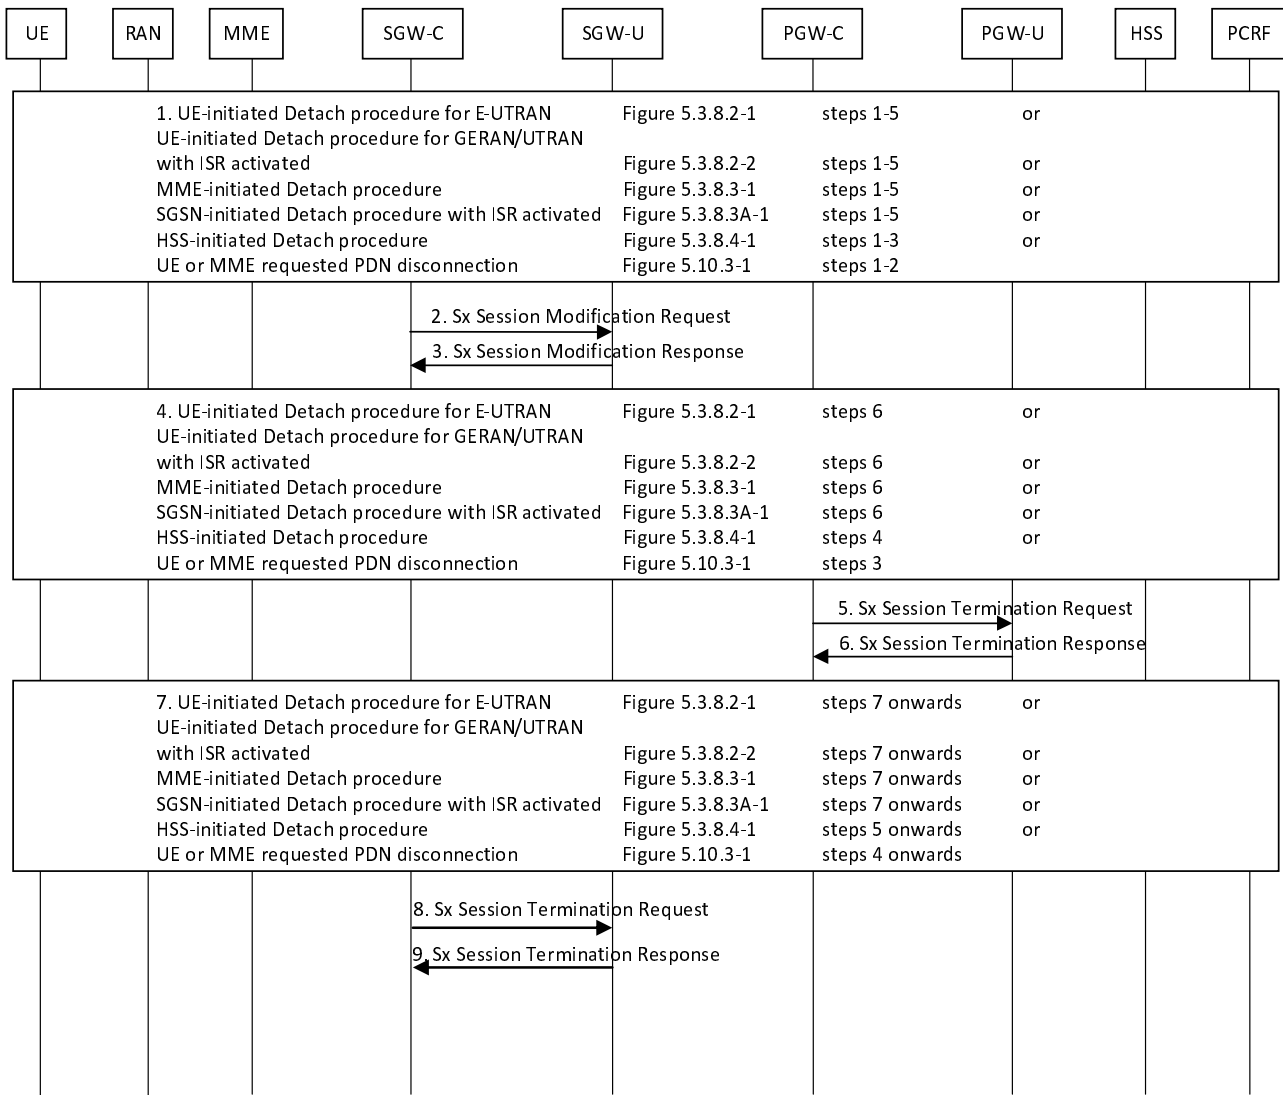 UE RAN MME SGW-C SGW-U PGW-C PGW-U HSS PCRF
1. UE-initiated Detach procedure for E-UTRAN Figure 5.3.8.2-1 steps 1-5 or
UE-initiated Detach procedure for GERAN/UTRAN
with ISR activated Figure 5.3.8.2-2 steps 1-5 or
MME-initiated Detach procedure Figure 5.3.8.3-1 steps 1-5 or
SGSN-initiated Detach procedure with ISR activated Figure 5.3.8.3A-1 steps 1-5 or
HSS-initiated Detach procedure Figure 5.3.8.4-1 steps 1-3 or
UE or MME requested PDN disconnection Figure 5.10.3-1 steps 1-2
2. Sx Session Modification Request
3. Sx Session Modification Response
4. UE-initiated Detach procedure for E-UTRAN Figure 5.3.8.2-1 steps 6 or
UE-initiated Detach procedure for GERAN/UTRAN
with ISR activated Figure 5.3.8.2-2 steps 6 or
MME-initiated Detach procedure Figure 5.3.8.3-1 steps 6 or
SGSN-initiated Detach procedure with ISR activated Figure 5.3.8.3A-1 steps 6 or
HSS-initiated Detach procedure Figure 5.3.8.4-1 steps 4 or
UE or MME requested PDN disconnection Figure 5.10.3-1 steps 3
5. Sx Session Termination Request
6. Sx Session Termination Response
7. UE-initiated Detach procedure for E-UTRAN Figure 5.3.8.2-1 steps 7 onwards or
UE-initiated Detach procedure for GERAN/UTRAN
with ISR activated Figure 5.3.8.2-2 steps 7 onwards or
MME-initiated Detach procedure Figure 5.3.8.3-1 steps 7 onwards or
SGSN-initiated Detach procedure with ISR activated Figure 5.3.8.3A-1 steps 7 onwards or
HSS-initiated Detach procedure Figure 5.3.8.4-1 steps 5 onwards or
UE or MME requested PDN disconnection Figure 5.10.3-1 steps 4 onwards
8. Sx Session Termination Request
9. Sx Session Termination Response